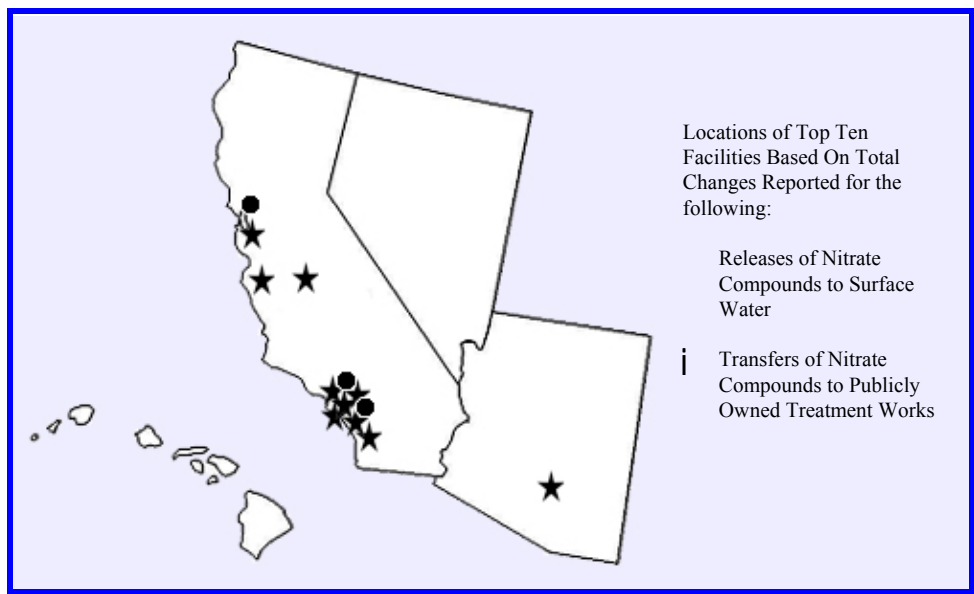 Locations of Top Ten
Facilities Based On Total
Changes Reported for the
following:
Releases of Nitrate
Compounds to Surface
Water
i Transfers of Nitrate
Compounds to Publicly
Owned Treatment Works